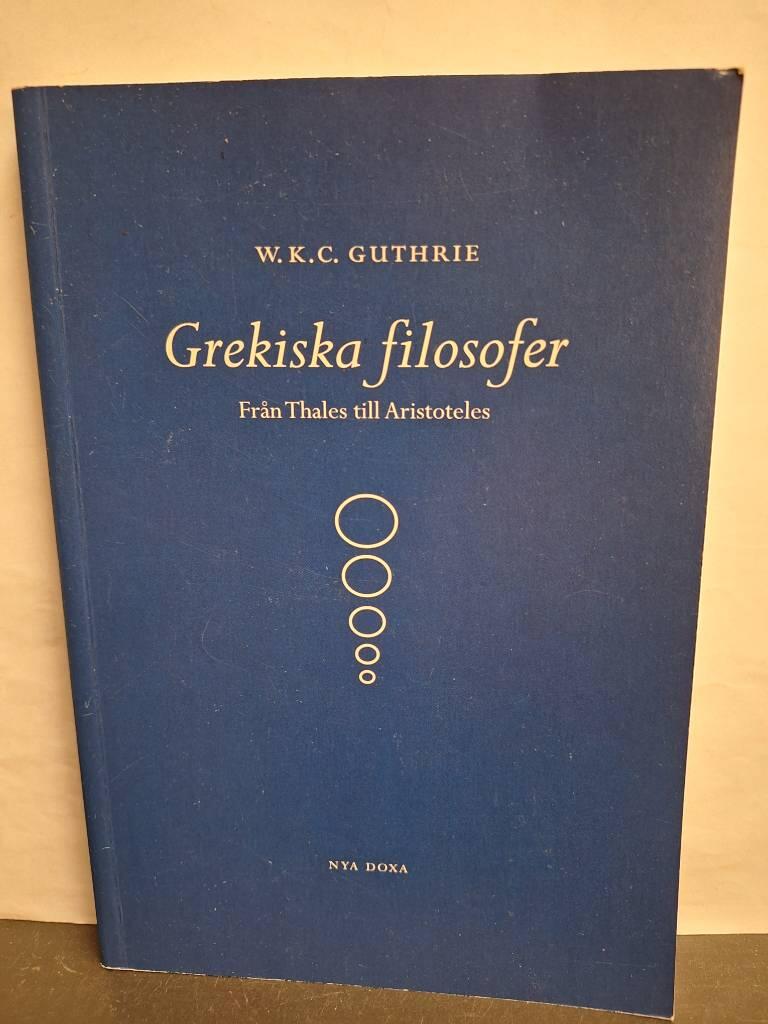 W. K. C. GUTHRIE
Grekiska filosofer
Från Thales till Aristoteles
NYA DOXA